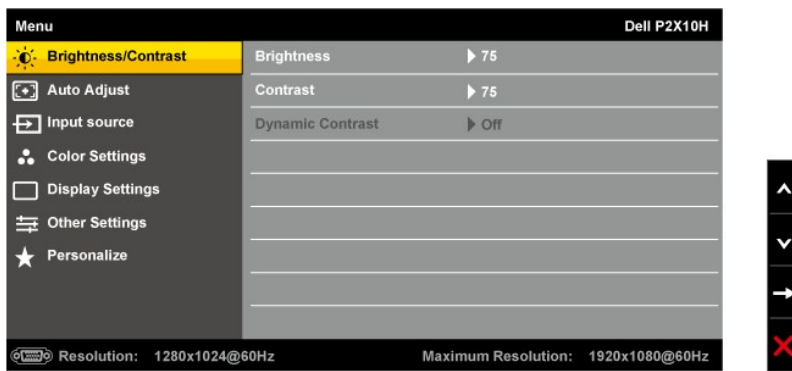 Menu Dell P2X10H
Brightness/Contrast Brightness 75
Auto Adjust Contrast 75
Input source Dynamic Contrast Off
Color Settings
Display Settings
Other Settings
Personalize
Resolution: 1280x1024@60Hz Maximum Resolution: 1920x1080@60Hz